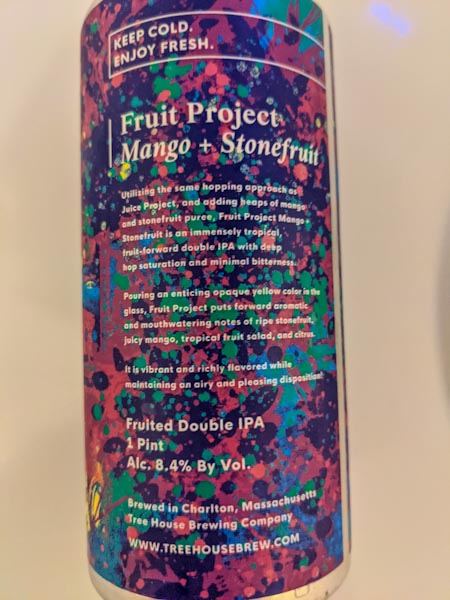 KEEP COLD.
ENJOY FRESH.
Fruit Project
Mango + Stonefruit
Utilizing the same hopping approach as
Juice Project, and adding heaps of mango
and stonefruit puree, Fruit Project Mango +
Stonefruit is an immensely tropical,
fruit-forward double IPA with deep
hop saturation and minimal bitterness.
Pouring an enticing opaque yellow color in the
glass, Fruit Project puts forward aromatic
and mouthwatering notes of ripe stonefruit,
juicy mango, tropical fruit salad, and citrus.
It is vibrant and richly flavored while
maintaining an airy and pleasing disposition!
Fruited Double IPA
1 Pint
Alc. 8.4% By Vol.
Brewed in Charlton, Massachusetts
Tree House Brewing Company
WWW.TREEHOUSEBREW.COM